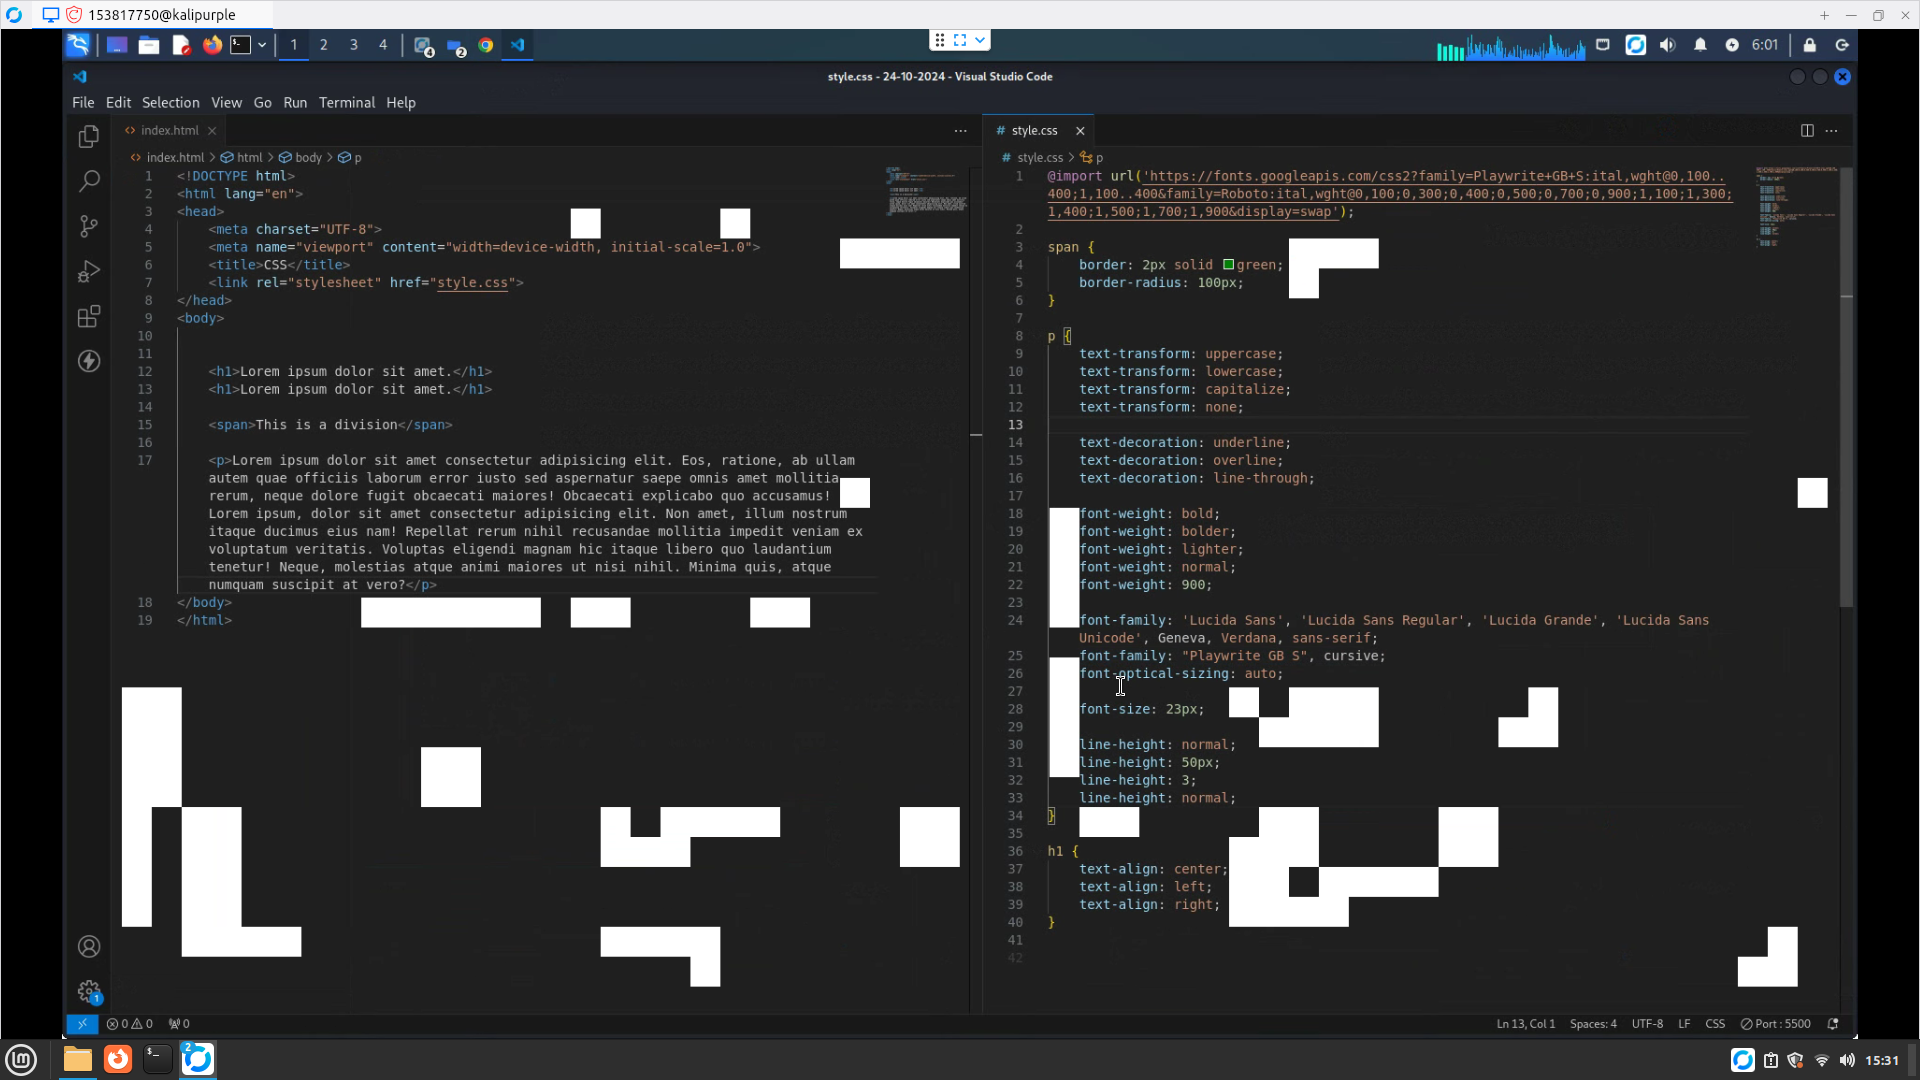 153817750@kalipurple
1 2 3 4
4
2
6:01
style.css - 24-10-2024 - Visual Studio Code
File Edit Selection View Go Run Terminal Help
index.html
index.html > html > body > p
1 <!DOCTYPE html>
2 <html lang="en">
3 <head>
4 <meta charset="UTF-8">
5 <meta name="viewport" content="width=device-width, initial-scale=1.0">
6 <title>CSS</title>
7 <link rel="stylesheet" href="style.css">
8 </head>
9 <body>
10
11
12 <h1>Lorem ipsum dolor sit amet.</h1>
13 <h1>Lorem ipsum dolor sit amet.</h1>
14
15 <span>This is a division</span>
16
17 <p>Lorem ipsum dolor sit amet consectetur adipisicing elit. Eos, ratione, ab ullam
autem quae officiis laborum error iusto sed aspernatur saepe omnis amet mollitia
rerum, neque dolore fugit obcaecati maiores! Obcaecati explicabo quo accusamus!
Lorem ipsum, dolor sit amet consectetur adipisicing elit. Non amet, illum nostrum
itaque ducimus eius nam! Repellat rerum nihil recusandae mollitia impedit veniam ex
voluptatum veritatis. Voluptas eligendi magnam hic itaque libero quo laudantium
tenetur! Neque, molestias atque animi maiores ut nisi nihil. Minima quis, atque
numquam suscipit at vero?</p>
18 </body>
19 </html>
style.css
style.css > p
1 @import url('https://fonts.googleapis.com/css2?family=Playwrite+GB+S:ital,wght@0,100..
400;1,100..400&family=Roboto:ital,wght@0,100;0,300;0,400;0,500;0,700;0,900;1,100;1,300;
1,400;1,500;1,700;1,900&display=swap');
2
3 span {
4 border: 2px solid green;
5 border-radius: 100px;
6 }
7
8 p {
9 text-transform: uppercase;
10 text-transform: lowercase;
11 text-transform: capitalize;
12 text-transform: none;
13
14 text-decoration: underline;
15 text-decoration: overline;
16 text-decoration: line-through;
17
18 font-weight: bold;
19 font-weight: bolder;
20 font-weight: lighter;
21 font-weight: normal;
22 font-weight: 900;
23
24 font-family: 'Lucida Sans', 'Lucida Sans Regular', 'Lucida Grande', 'Lucida Sans
Unicode', Geneva, Verdana, sans-serif;
25 font-family: "Playwrite GB S", cursive;
26 font-optical-sizing: auto;
27
28 font-size: 23px;
29
30 line-height: normal;
31 line-height: 50px;
32 line-height: 3;
33 line-height: normal;
34 }
35
36 h1 {
37 text-align: center;
38 text-align: left;
39 text-align: right;
40 }
41
42
1
0 0 0
Ln 13, Col 1 Spaces: 4 UTF-8 LF CSS Port : 5500
2
15:31